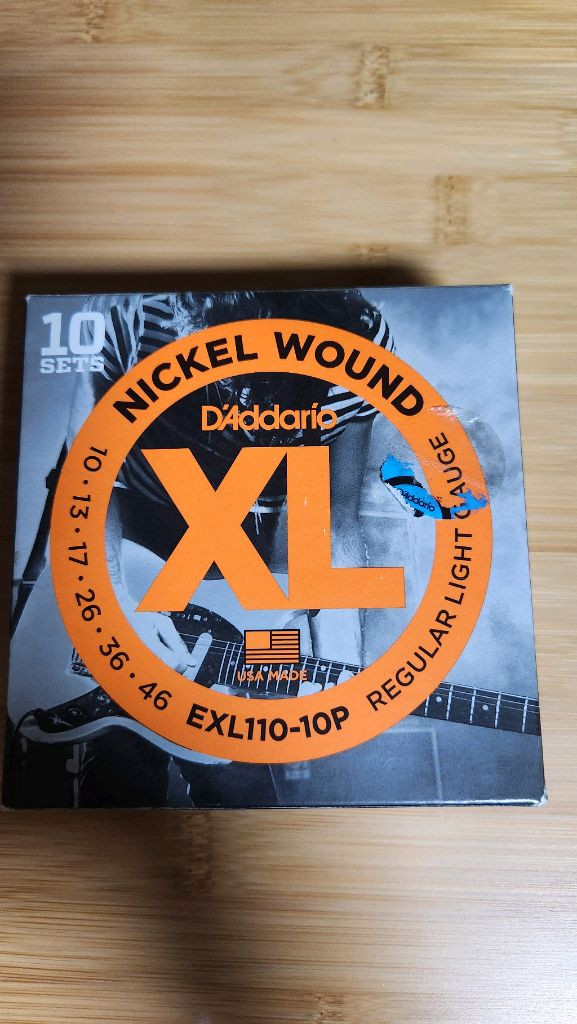 10
SETS
NICKEL WOUND
D'Addario
XL
10 • 13 • 17 • 26 • 36 • 46
USA MADE
EXL110-10P
REGULAR LIGHT GAUGE
D'Addario